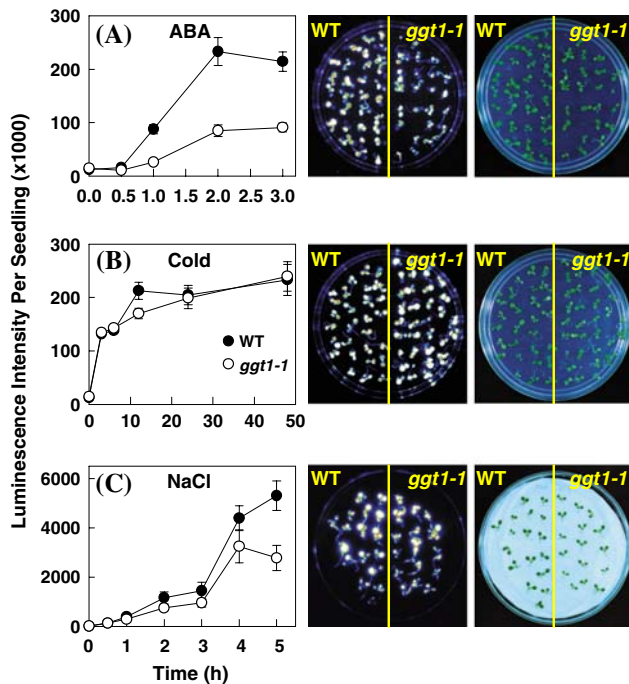 Luminescence Intensity Per Seedling (x1000)
(A) ABA
300
200
100
0
0.0 0.5 1.0 1.5 2.0 2.5 3.0
WT ggt1-1
WT ggt1-1
(B) Cold
300
200
100
0
WT
ggt1-1
0 10 20 30 40 50
WT ggt1-1
WT ggt1-1
(C) NaCl
6000
4000
2000
0
0 1 2 3 4 5
Time (h)
WT ggt1-1
WT ggt1-1